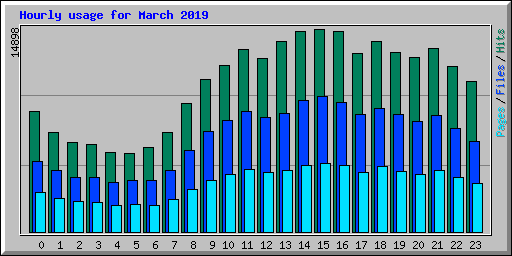 Hourly usage for March 2019
14898
Pages/Files/Hits
0 1 2 3 4 5 6 7 8 9 10 11 12 13 14 15 16 17 18 19 20 21 22 23